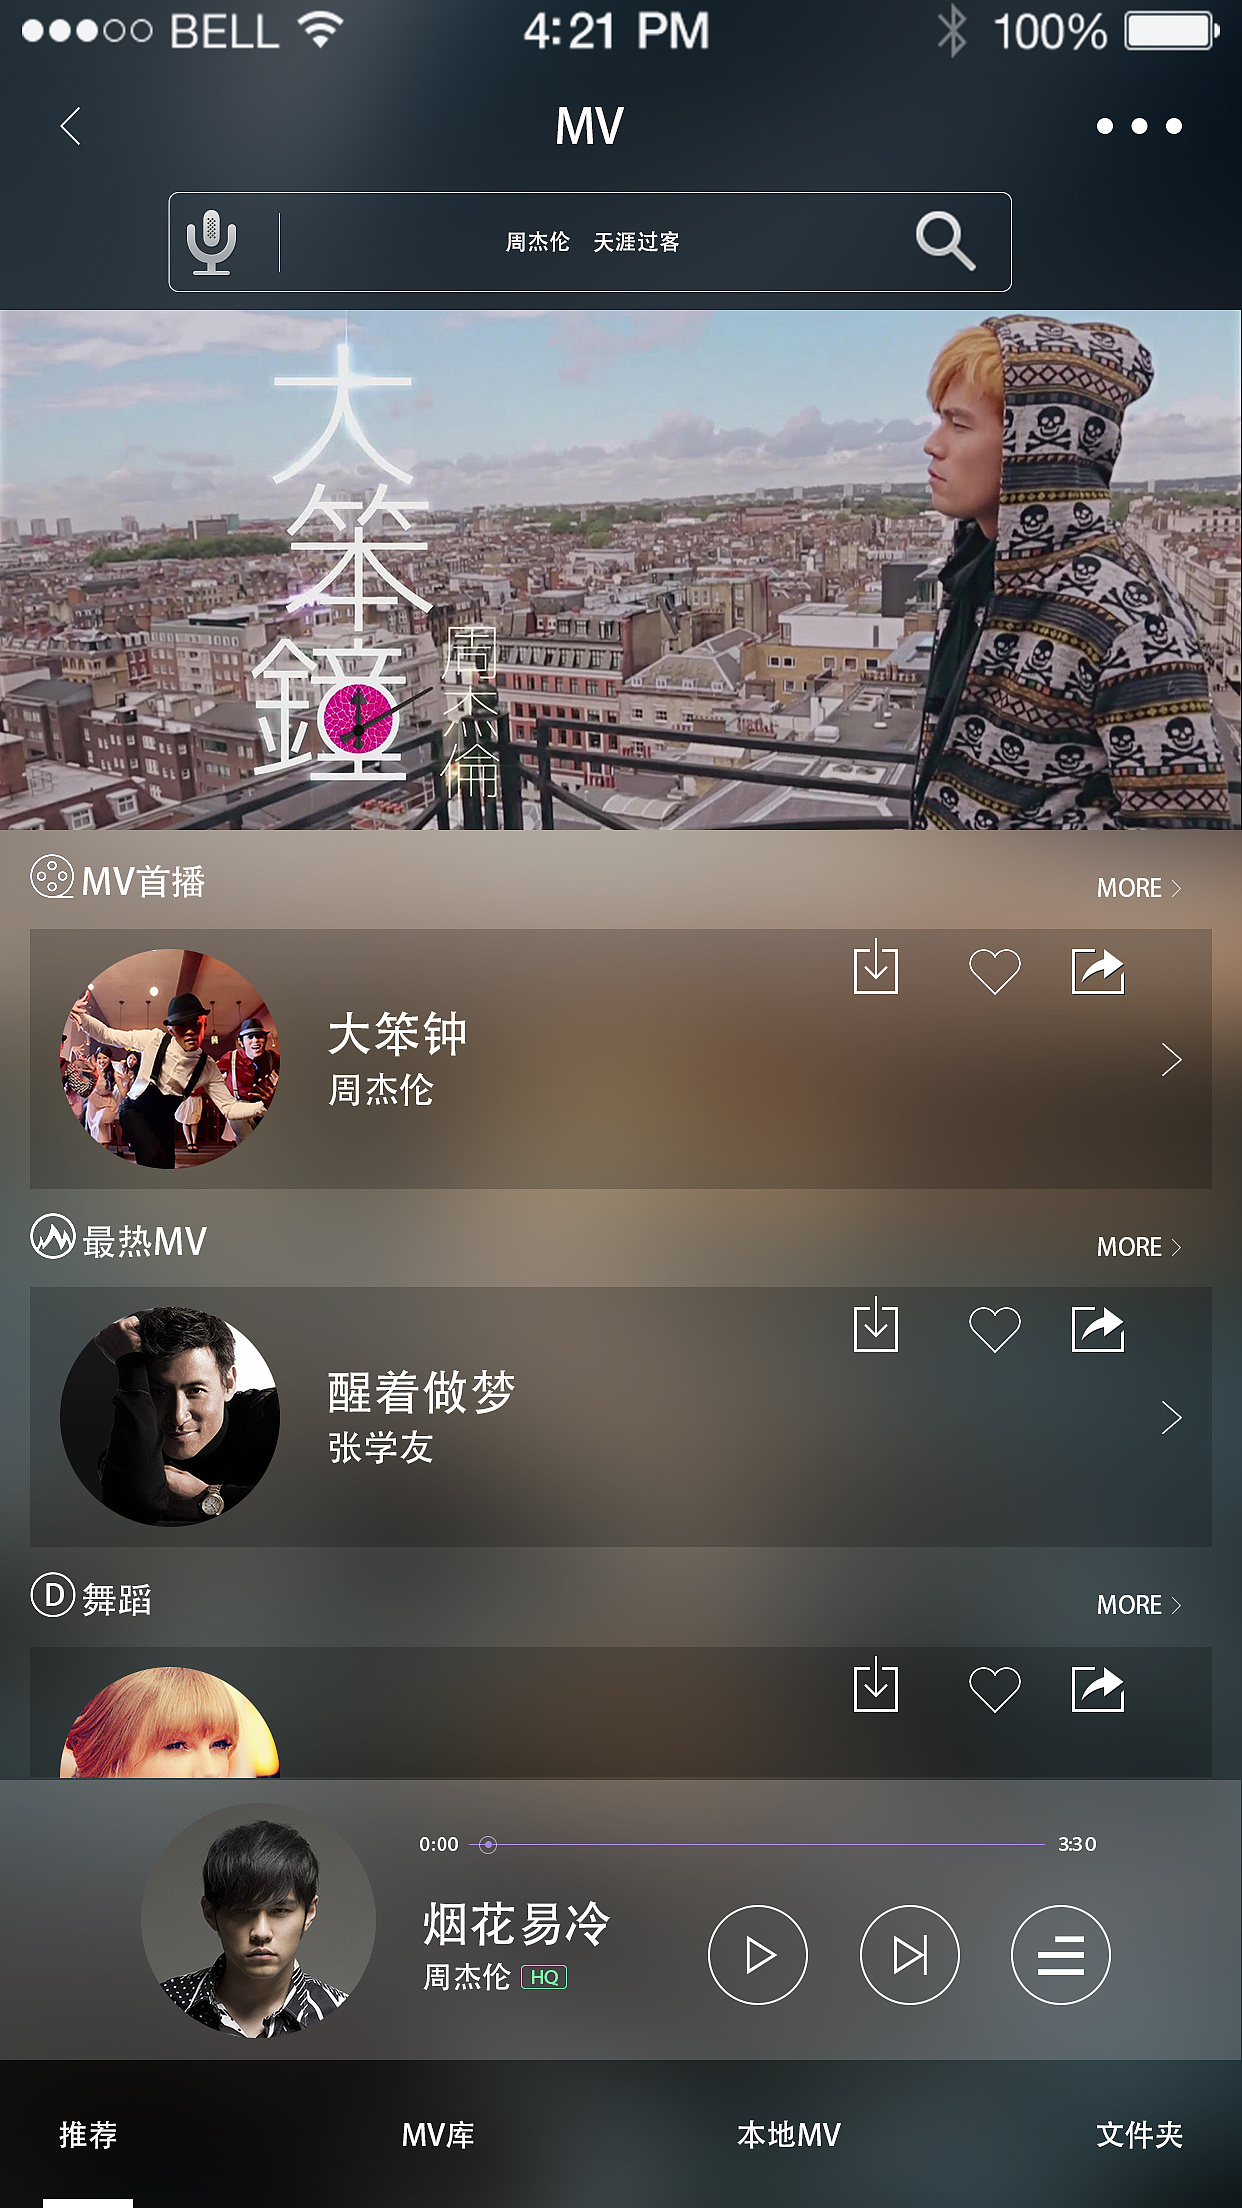 BELL 4:21 PM 100%
MV
周杰伦 天涯过客
大笨鐘
周杰倫
MV首播 MORE
大笨钟
周杰伦
最热MV MORE
醒着做梦
张学友
D 舞蹈 MORE
0:00 3:30
烟花易冷
周杰伦 HQ
推荐 MV库 本地MV 文件夹